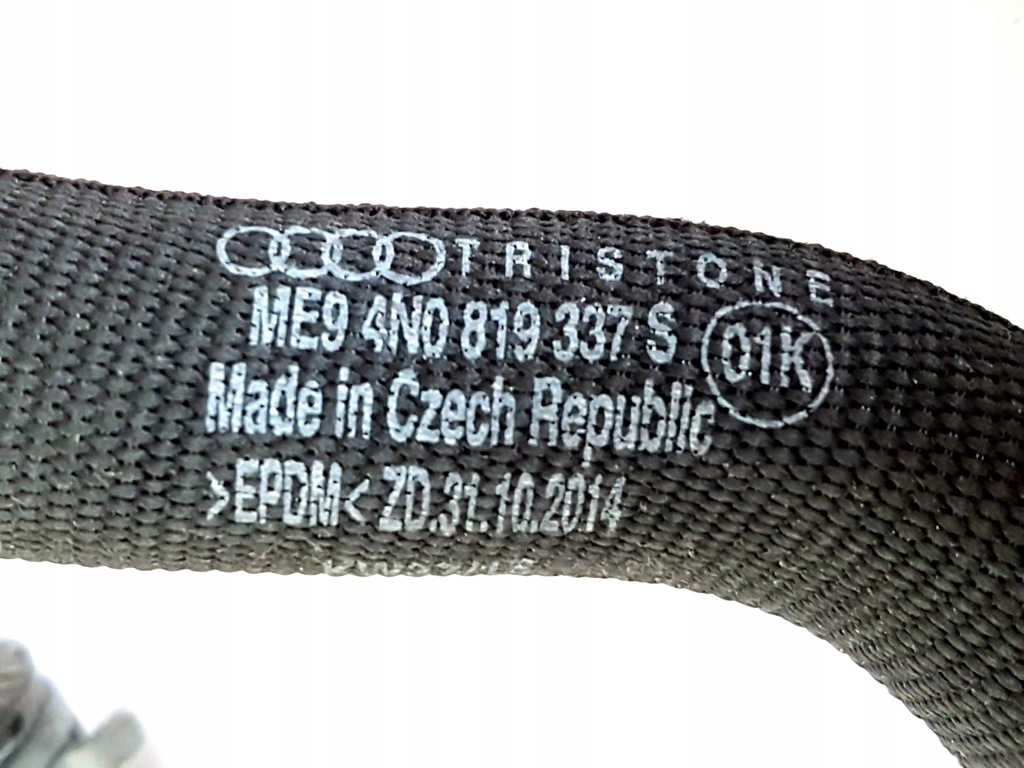 TRISTONE
ME9 4N0 819 337 S 01K
Made in Czech Republic
>EPDM< ZD.31.10.2014